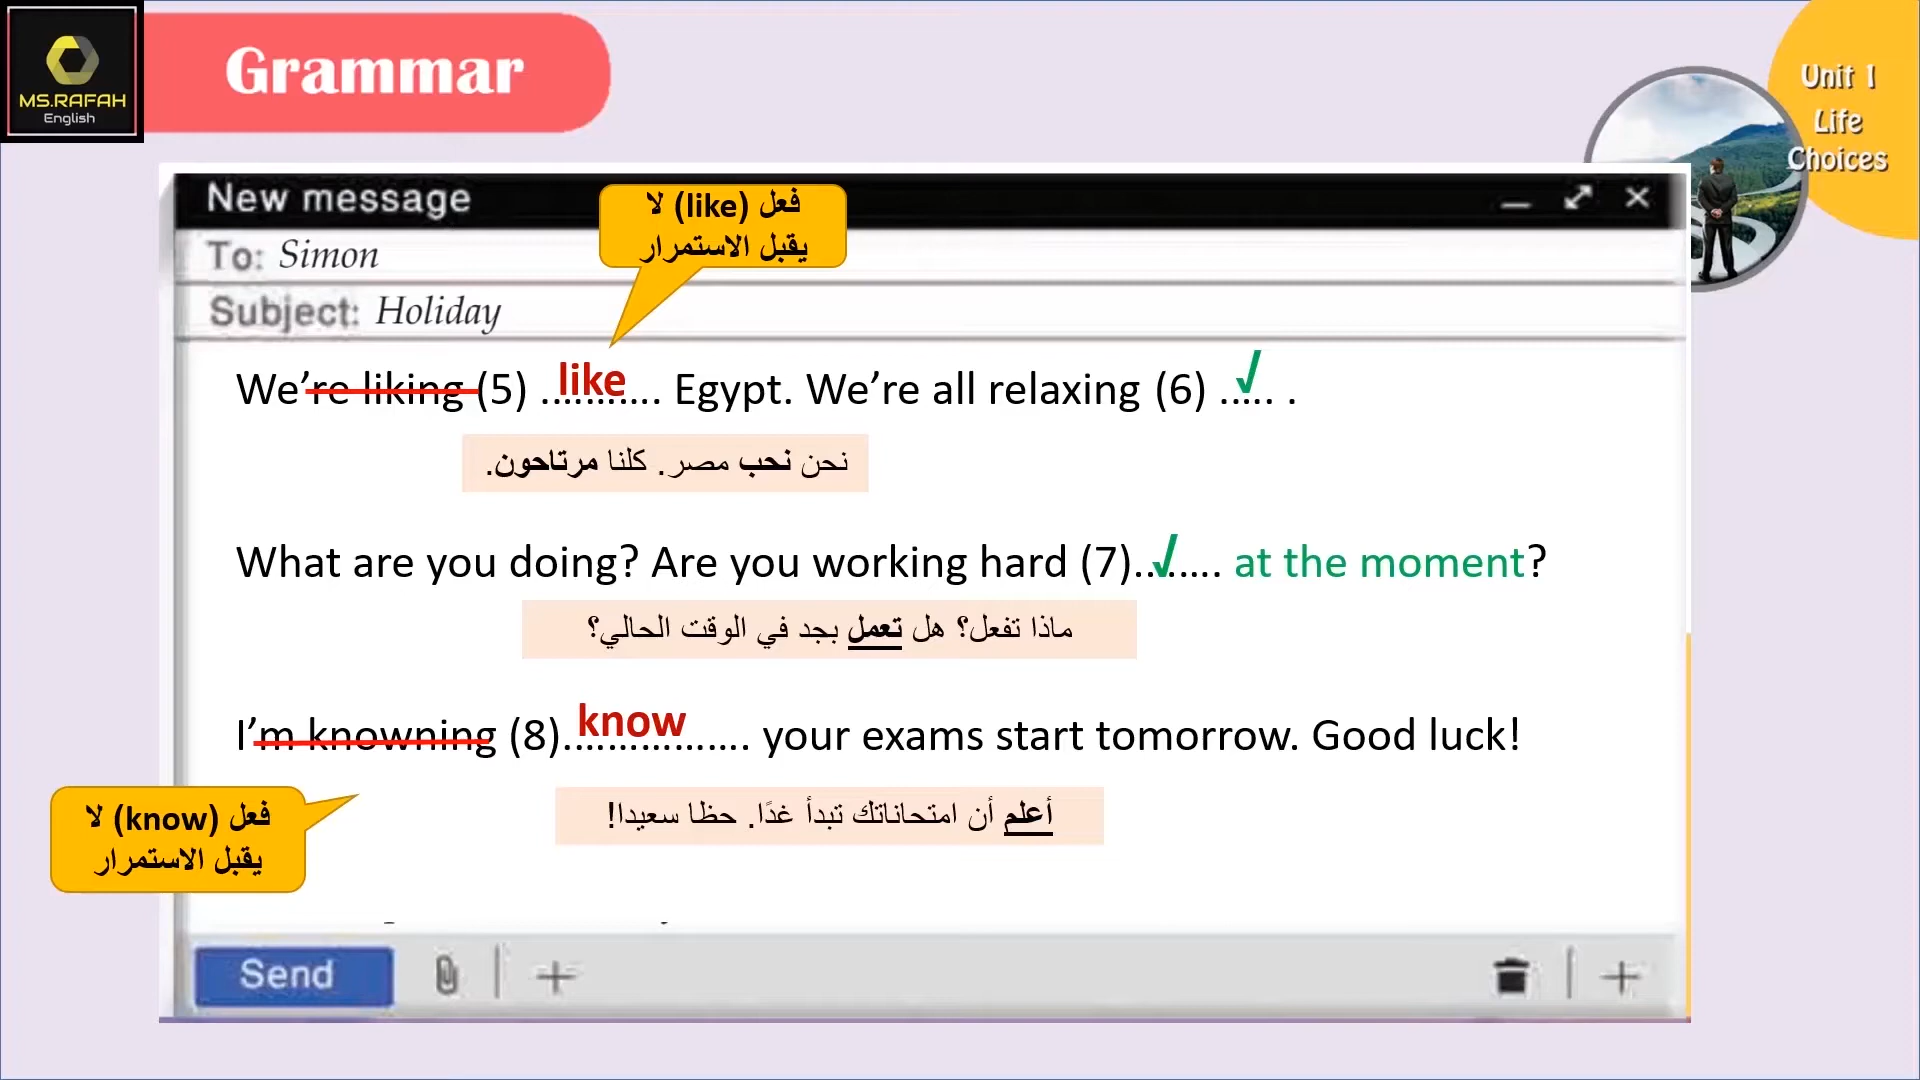 MS.RAFAH
English
Grammar
Unit 1
Life
Choices
New message
فعل (like) لا
يقبل الاستمرار
To: Simon
Subject: Holiday
We're liking (5) ........... like Egypt. We're all relaxing (6) ..... √ .
نحن نحب مصر. كلنا مرتاحون.
What are you doing? Are you working hard (7)........ √ at the moment?
ماذا تفعل؟ هل تعمل بجد في الوقت الحالي؟
I'm knowning (8)................. know your exams start tomorrow. Good luck!
فعل (know) لا
يقبل الاستمرار
أعلم أن امتحاناتك تبدأ غدًا. حظا سعيدا!
Send